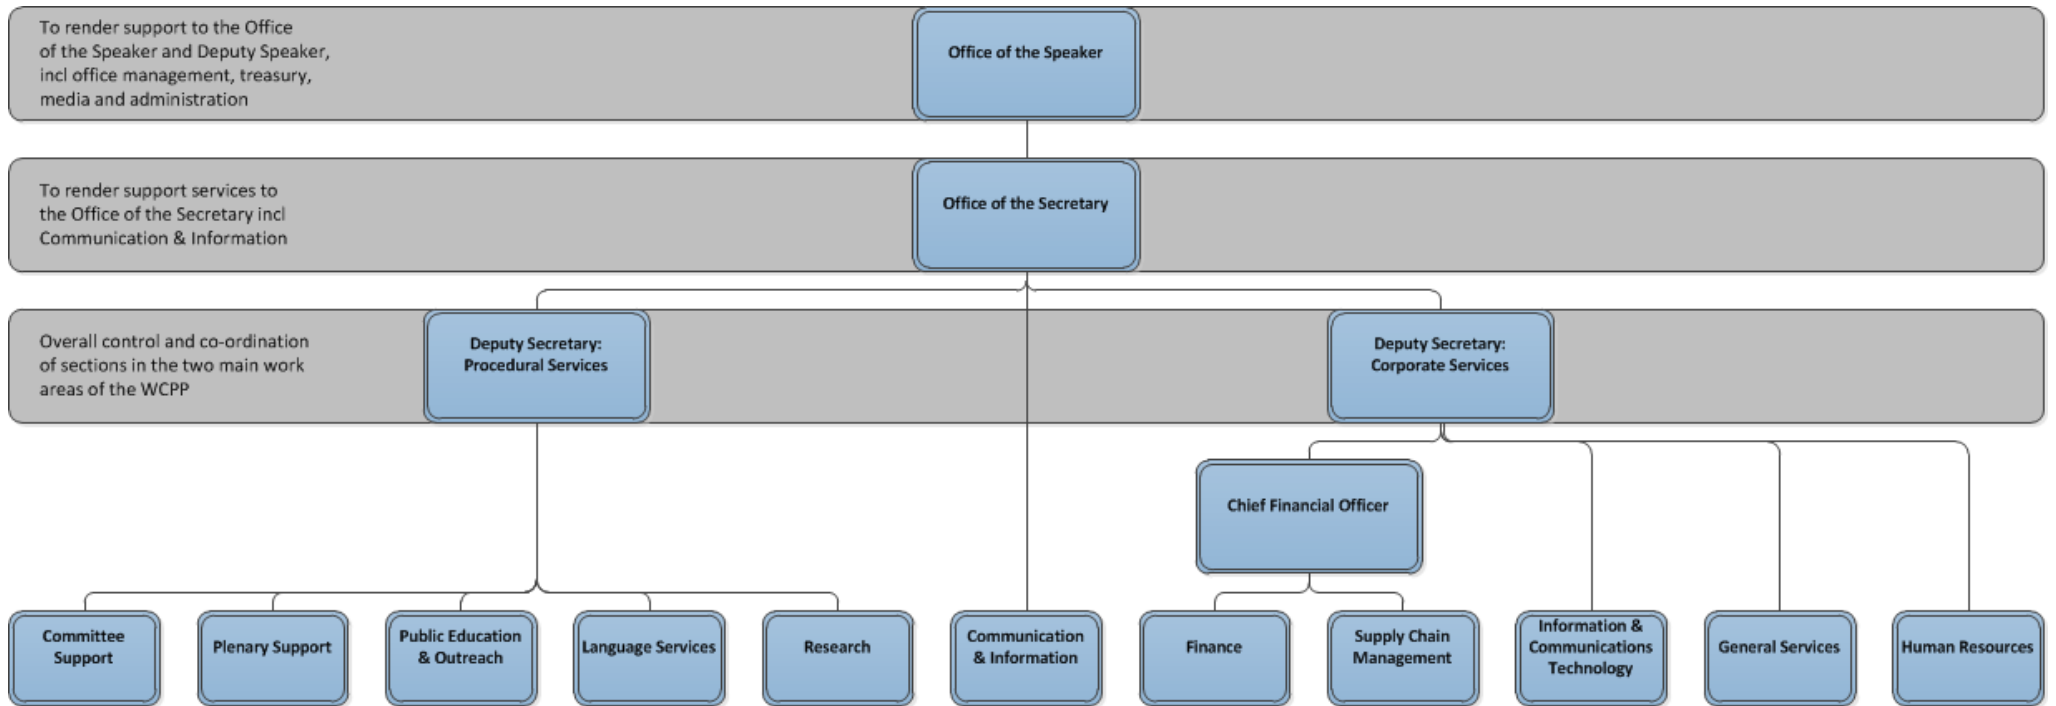 To render support to the Office
of the Speaker and Deputy Speaker,
incl office management, treasury,
media and administration
Office of the Speaker
To render support services to
the Office of the Secretary incl
Communication & Information
Office of the Secretary
Overall control and co-ordination
of sections in the two main work
areas of the WCPP
Deputy Secretary:
Procedural Services
Deputy Secretary:
Corporate Services
Chief Financial Officer
Committee
Support
Plenary Support
Public Education
& Outreach
Language Services
Research
Communication
& Information
Finance
Supply Chain
Management
Information &
Communications
Technology
General Services
Human Resources